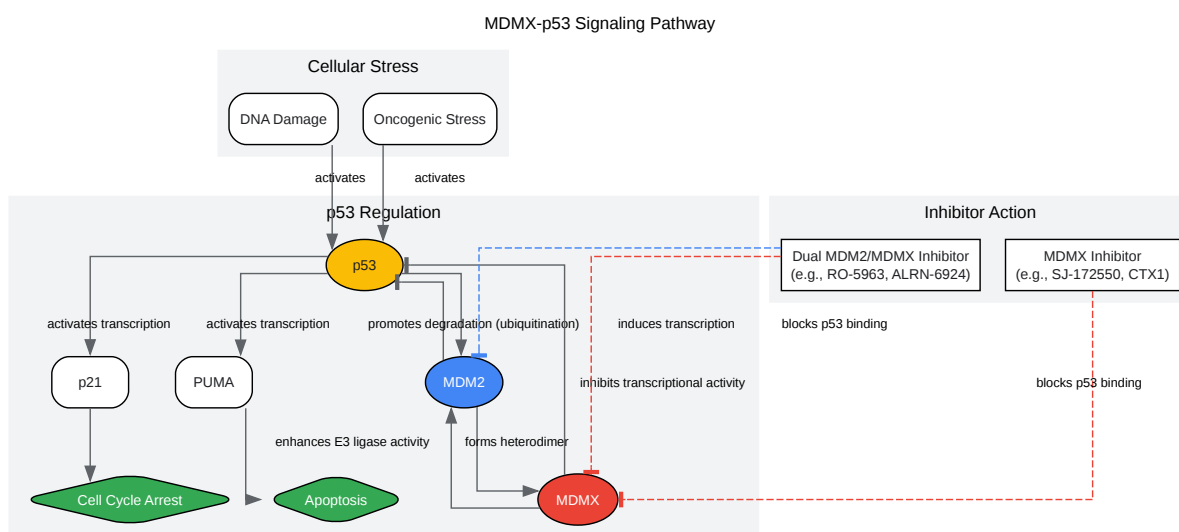 MDMX-p53 Signaling Pathway
Cellular Stress
DNA Damage
Oncogenic Stress
activates
activates
p53 Regulation
Inhibitor Action
p53
Dual MDM2/MDMX Inhibitor
(e.g., RO-5963, ALRN-6924)
MDMX Inhibitor
(e.g., SJ-172550, CTX1)
activates transcription
activates transcription
promotes degradation (ubiquitination)
induces transcription
blocks p53 binding
p21
PUMA
MDM2
inhibits transcriptional activity
blocks p53 binding
enhances E3 ligase activity
forms heterodimer
Cell Cycle Arrest
Apoptosis
MDMX